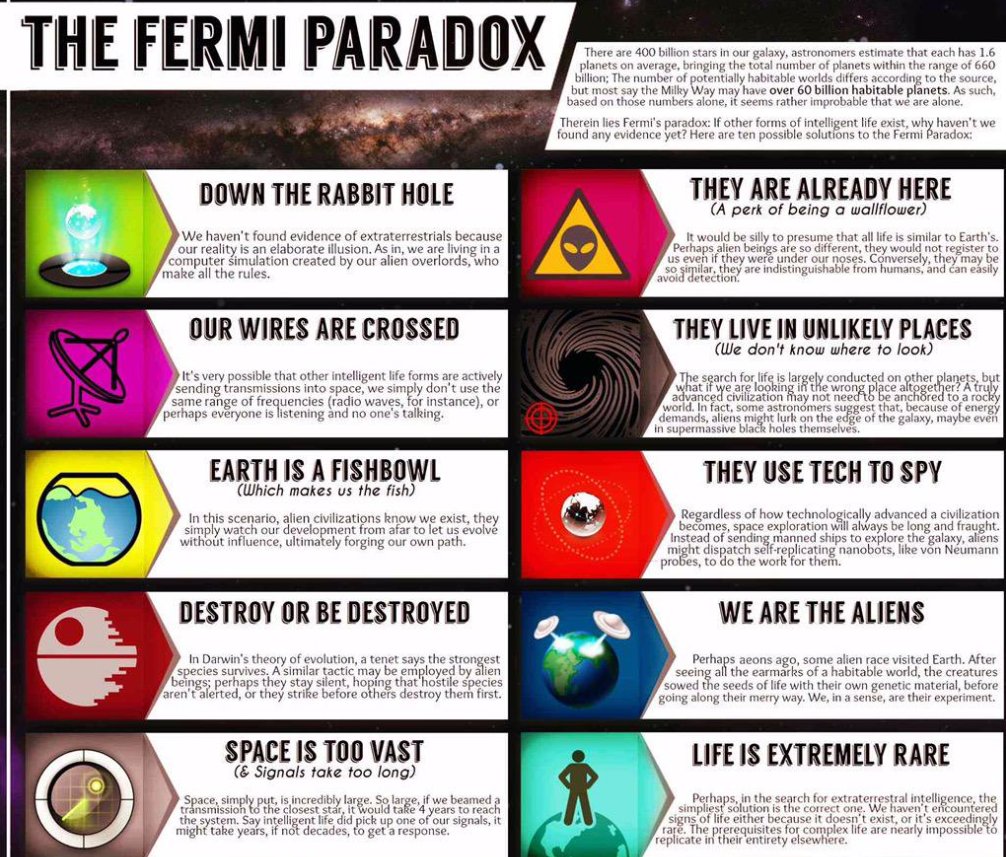 THE FERMI PARADOX
There are 400 billion stars in our galaxy, astronomers estimate that each has 1.6
planets on average, bringing the total number of planets within the range of 660
billion; The number of potentially habitable worlds differs according to the source,
but most say the Milky Way may have over 60 billion habitable planets. As such,
based on those numbers alone, it seems rather improbable that we are alone.
Therein lies Fermi's paradox: If other forms of intelligent life exist, why haven't we
found any evidence yet? Here are ten possible solutions to the Fermi Paradox:
DOWN THE RABBIT HOLE
We haven't found evidence of extraterrestrials because
our reality is an elaborate illusion. As in, we are living in a
computer simulation created by our alien overlords, who
make all the rules.
THEY ARE ALREADY HERE
(A perk of being a wallflower)
It would be silly to presume that all life is similar to Earth's.
Perhaps alien beings are so different, they would not register to
us even if they were under our noses. Conversely, they may be
so similar, they are indistinguishable from humans, and can easily
avoid detection.
OUR WIRES ARE CROSSED
It's very possible that other intelligent life forms are actively
sending transmissions into space, we simply don't use the
same range of frequencies (radio waves, for instance), or
perhaps everyone is listening and no one's talking.
THEY LIVE IN UNLIKELY PLACES
(We don't know where to look)
The search for life is largely conducted on other planets, but
what if we are looking in the wrong place altogether? A truly
advanced civilization may not need to be anchored to a rocky
world. In fact, some astronomers suggest that, because of energy
demands, aliens might lurk on the edge of the galaxy, maybe even
in supermassive black holes themselves.
EARTH IS A FISHBOWL
(Which makes us the fish)
In this scenario, alien civilizations know we exist, they
simply watch our development from afar to let us evolve
without influence, ultimately forging our own path.
THEY USE TECH TO SPY
Regardless of how technologically advanced a civilization
becomes, space exploration will always be long and fraught.
Instead of sending manned ships to explore the galaxy, aliens
might dispatch self-replicating nanobots, like von Neumann
probes, to do the work for them.
DESTROY OR BE DESTROYED
In Darwin's theory of evolution, a tenet says the strongest
species survives. A similar tactic may be employed by alien
beings; perhaps they stay silent, hoping that hostile species
aren't alerted, or they strike before others destroy them first.
WE ARE THE ALIENS
Perhaps aeons ago, some alien race visited Earth. After
seeing all the earmarks of a habitable world, the creatures
sowed the seeds of life with their own genetic material, before
going along their merry way. We, in a sense, are their experiment.
SPACE IS TOO VAST
(& Signals take too long)
Space, simply put, is incredibly large. So large, if we beamed a
transmission to the closest star, it would take 4 years to reach
the system. Say intelligent life did pick up one of our signals, it
might take years, if not decades, to get a response.
LIFE IS EXTREMELY RARE
Perhaps, in the search for extraterrestral intelligence, the
simpliest solution is the correct one. We haven't encountered
signs of life either because it doesn't exist, or it's exceedingly
rare. The prerequisites for complex life are nearly impossible to
replicate in their entirety elsewhere.